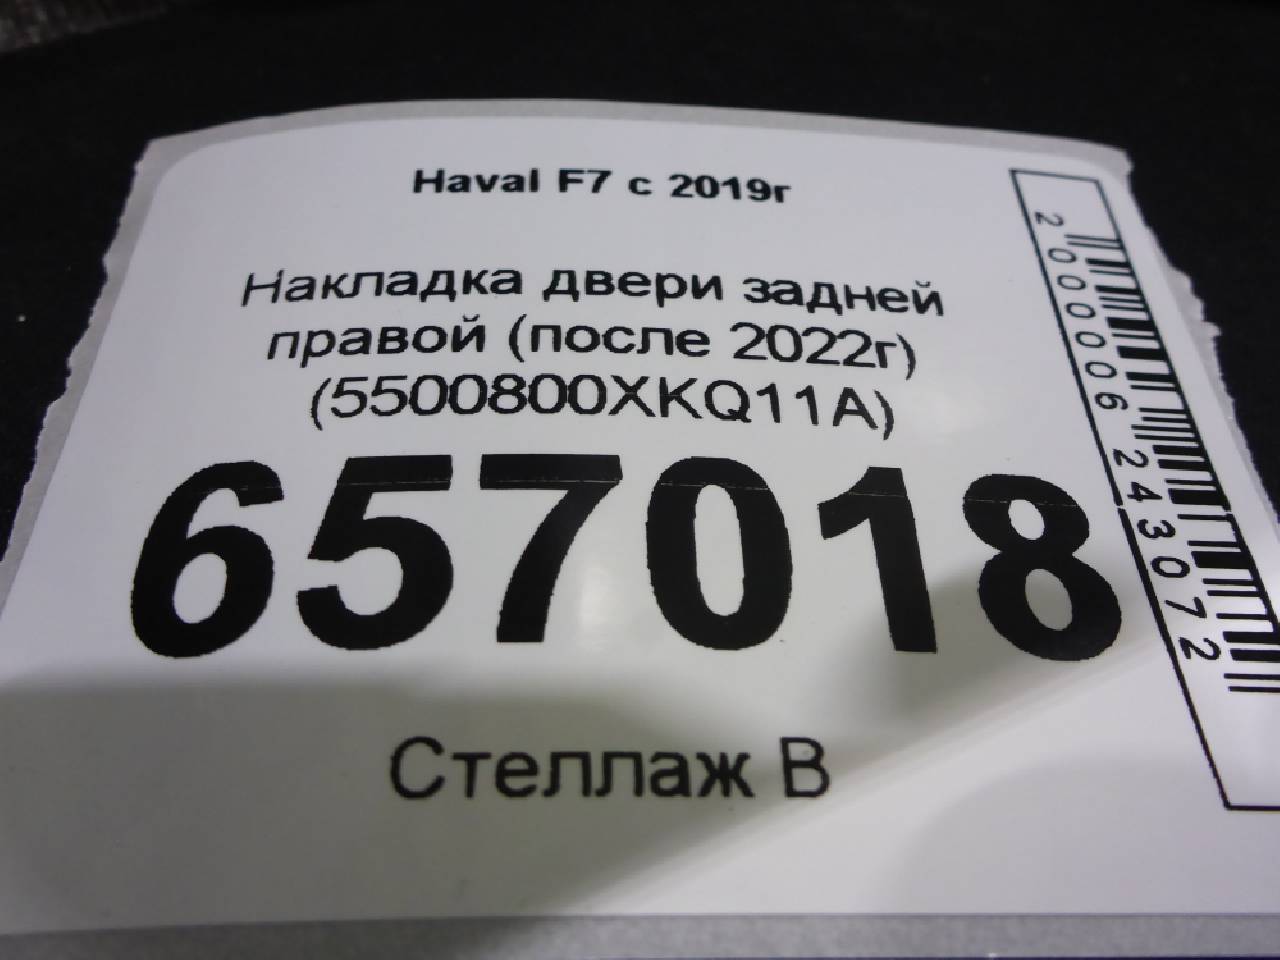 Haval F7 с 2019г
Накладка двери задней
правой (после 2022г)
(5500800XKQ11A)
657018
Стеллаж В
2000006243072